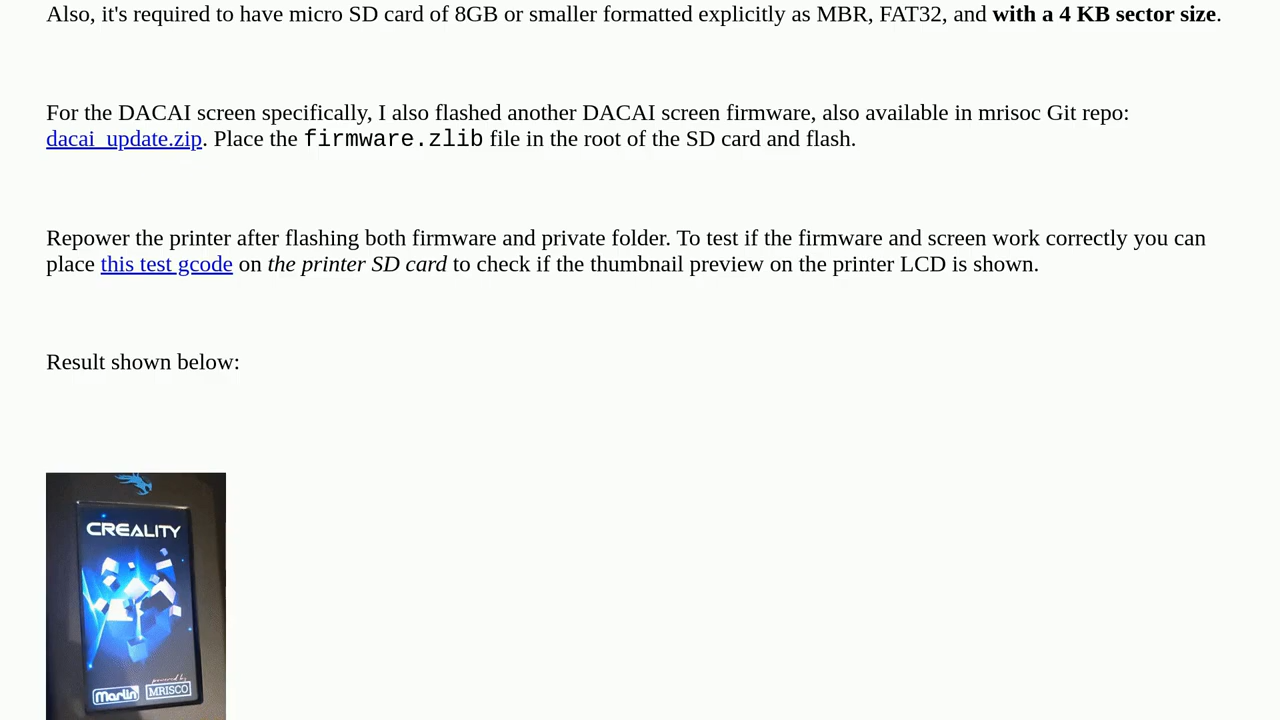 Also, it's required to have micro SD card of 8GB or smaller formatted explicitly as MBR, FAT32, and with a 4 KB sector size.
For the DACAI screen specifically, I also flashed another DACAI screen firmware, also available in mrisoc Git repo:
dacai_update.zip. Place the firmware.zlib file in the root of the SD card and flash.
Repower the printer after flashing both firmware and private folder. To test if the firmware and screen work correctly you can
place this test gcode on the printer SD card to check if the thumbnail preview on the printer LCD is shown.
Result shown below:
CREALITY
powered by
Marlin MRISCO